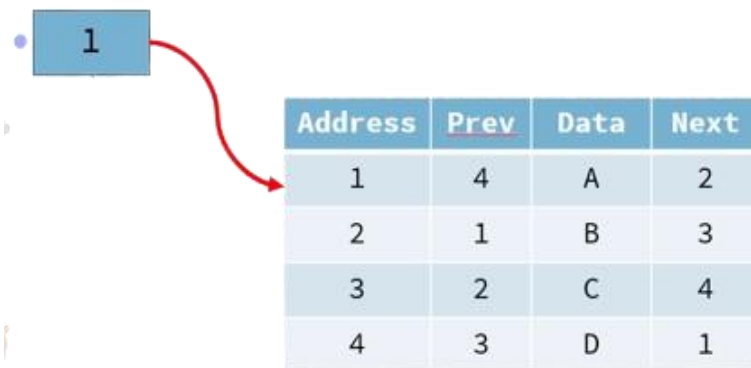 1
Address Prev Data Next
1 4 A 2
2 1 B 3
3 2 C 4
4 3 D 1